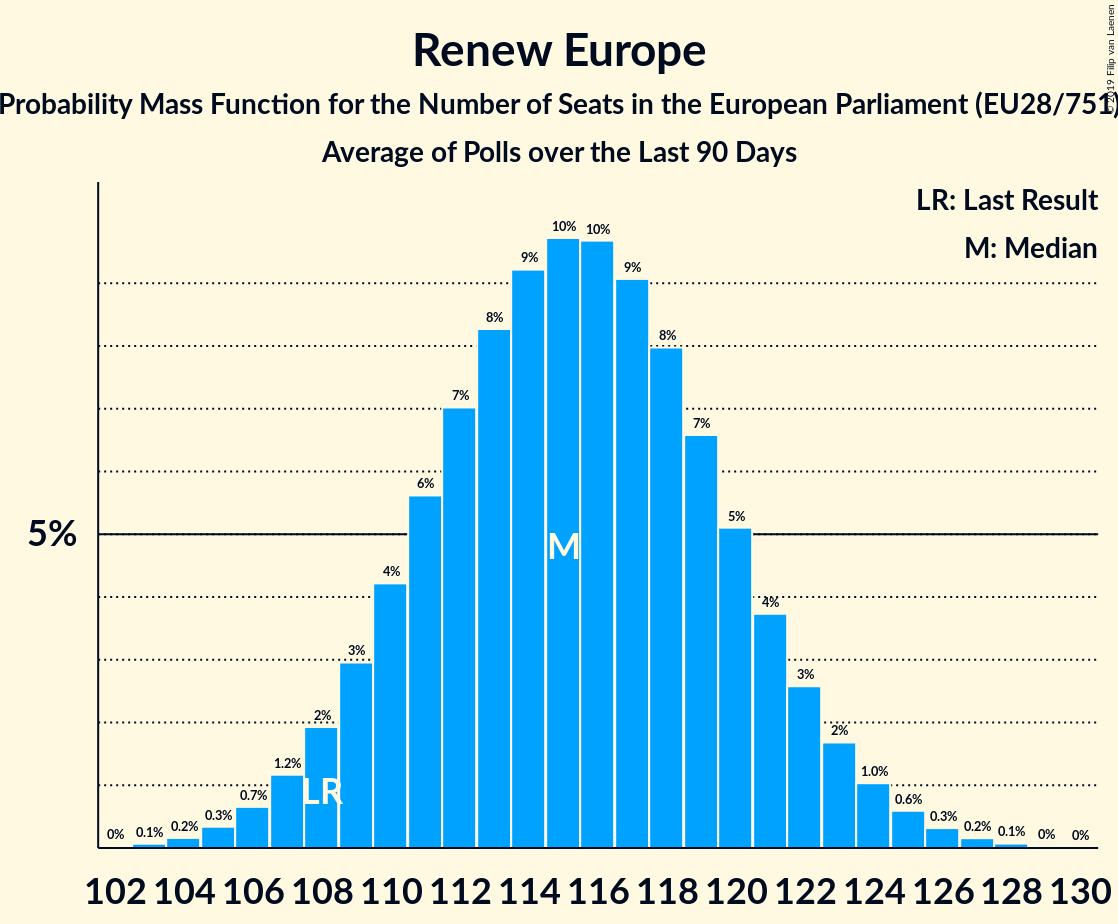 Renew Europe
Probability Mass Function for the Number of Seats in the European Parliament (EU28/751)
Average of Polls over the Last 90 Days
© 2019 Filip van Laenen
LR: Last Result
M: Median
5%
0% 0.1% 0.2% 0.3% 0.7% 1.2% 2% 3% 4% 6% 7% 8% 9% 10% 10% 9% 8% 7% 5% 4% 3% 2% 1.0% 0.6% 0.3% 0.2% 0.1% 0% 0%
M
LR
102 104 106 108 110 112 114 116 118 120 122 124 126 128 130